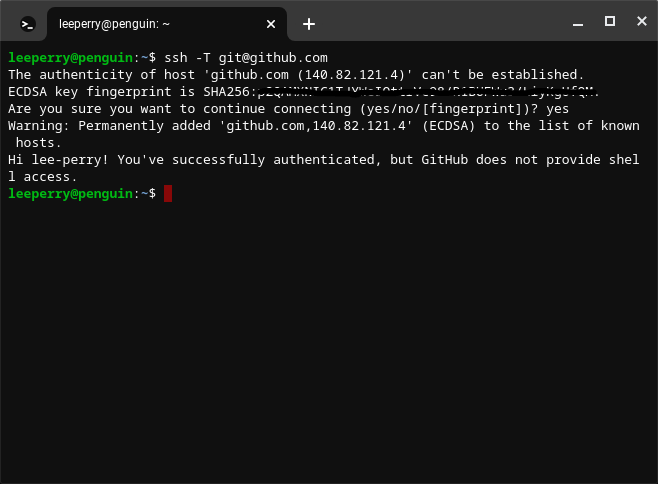 leeperry@penguin: ~
leeperry@penguin:~$ ssh -T git@github.com
The authenticity of host 'github.com (140.82.121.4)' can't be established.
ECDSA key fingerprint is SHA256:
Are you sure you want to continue connecting (yes/no/[fingerprint])? yes
Warning: Permanently added 'github.com,140.82.121.4' (ECDSA) to the list of known
hosts.
Hi lee-perry! You've successfully authenticated, but GitHub does not provide shel
l access.
leeperry@penguin:~$